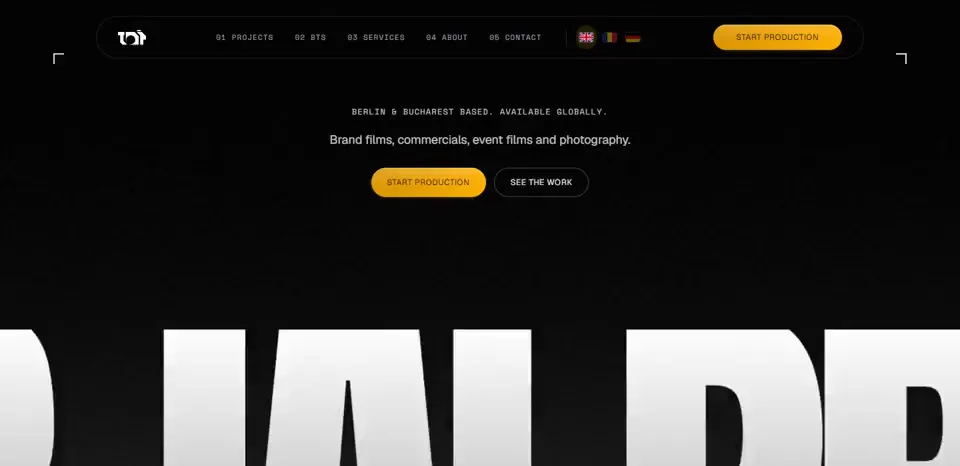 01 PROJECTS 02 BTS 03 SERVICES 04 ABOUT 05 CONTACT START PRODUCTION
BERLIN & BUCHAREST BASED. AVAILABLE GLOBALLY.
Brand films, commercials, event films and photography.
START PRODUCTION SEE THE WORK